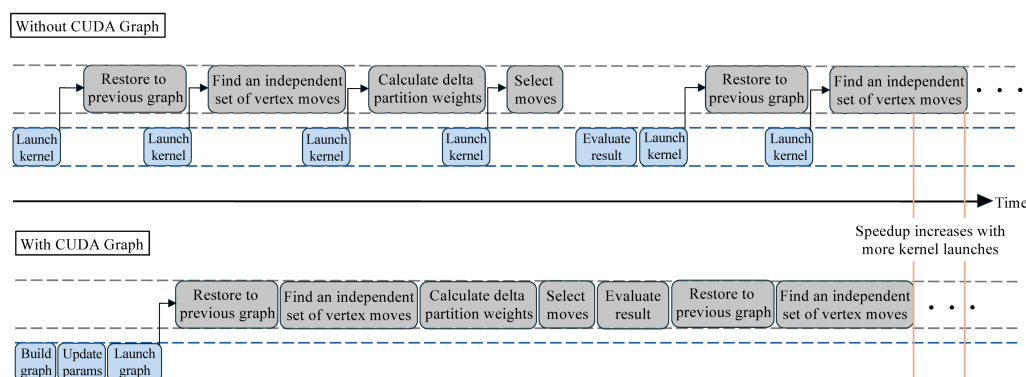 Without CUDA Graph
Restore to
previous graph
Find an independent
set of vertex moves
Calculate delta
partition weights
Select
moves
Restore to
previous graph
Find an independent
set of vertex moves
Launch
kernel
Launch
kernel
Launch
kernel
Launch
kernel
Evaluate
result
Launch
kernel
Launch
kernel
Time
With CUDA Graph
Speedup increases with
more kernel launches
Restore to
previous graph
Find an independent
set of vertex moves
Calculate delta
partition weights
Select
moves
Evaluate
result
Restore to
previous graph
Find an independent
set of vertex moves
Build
graph
Update
params
Launch
graph